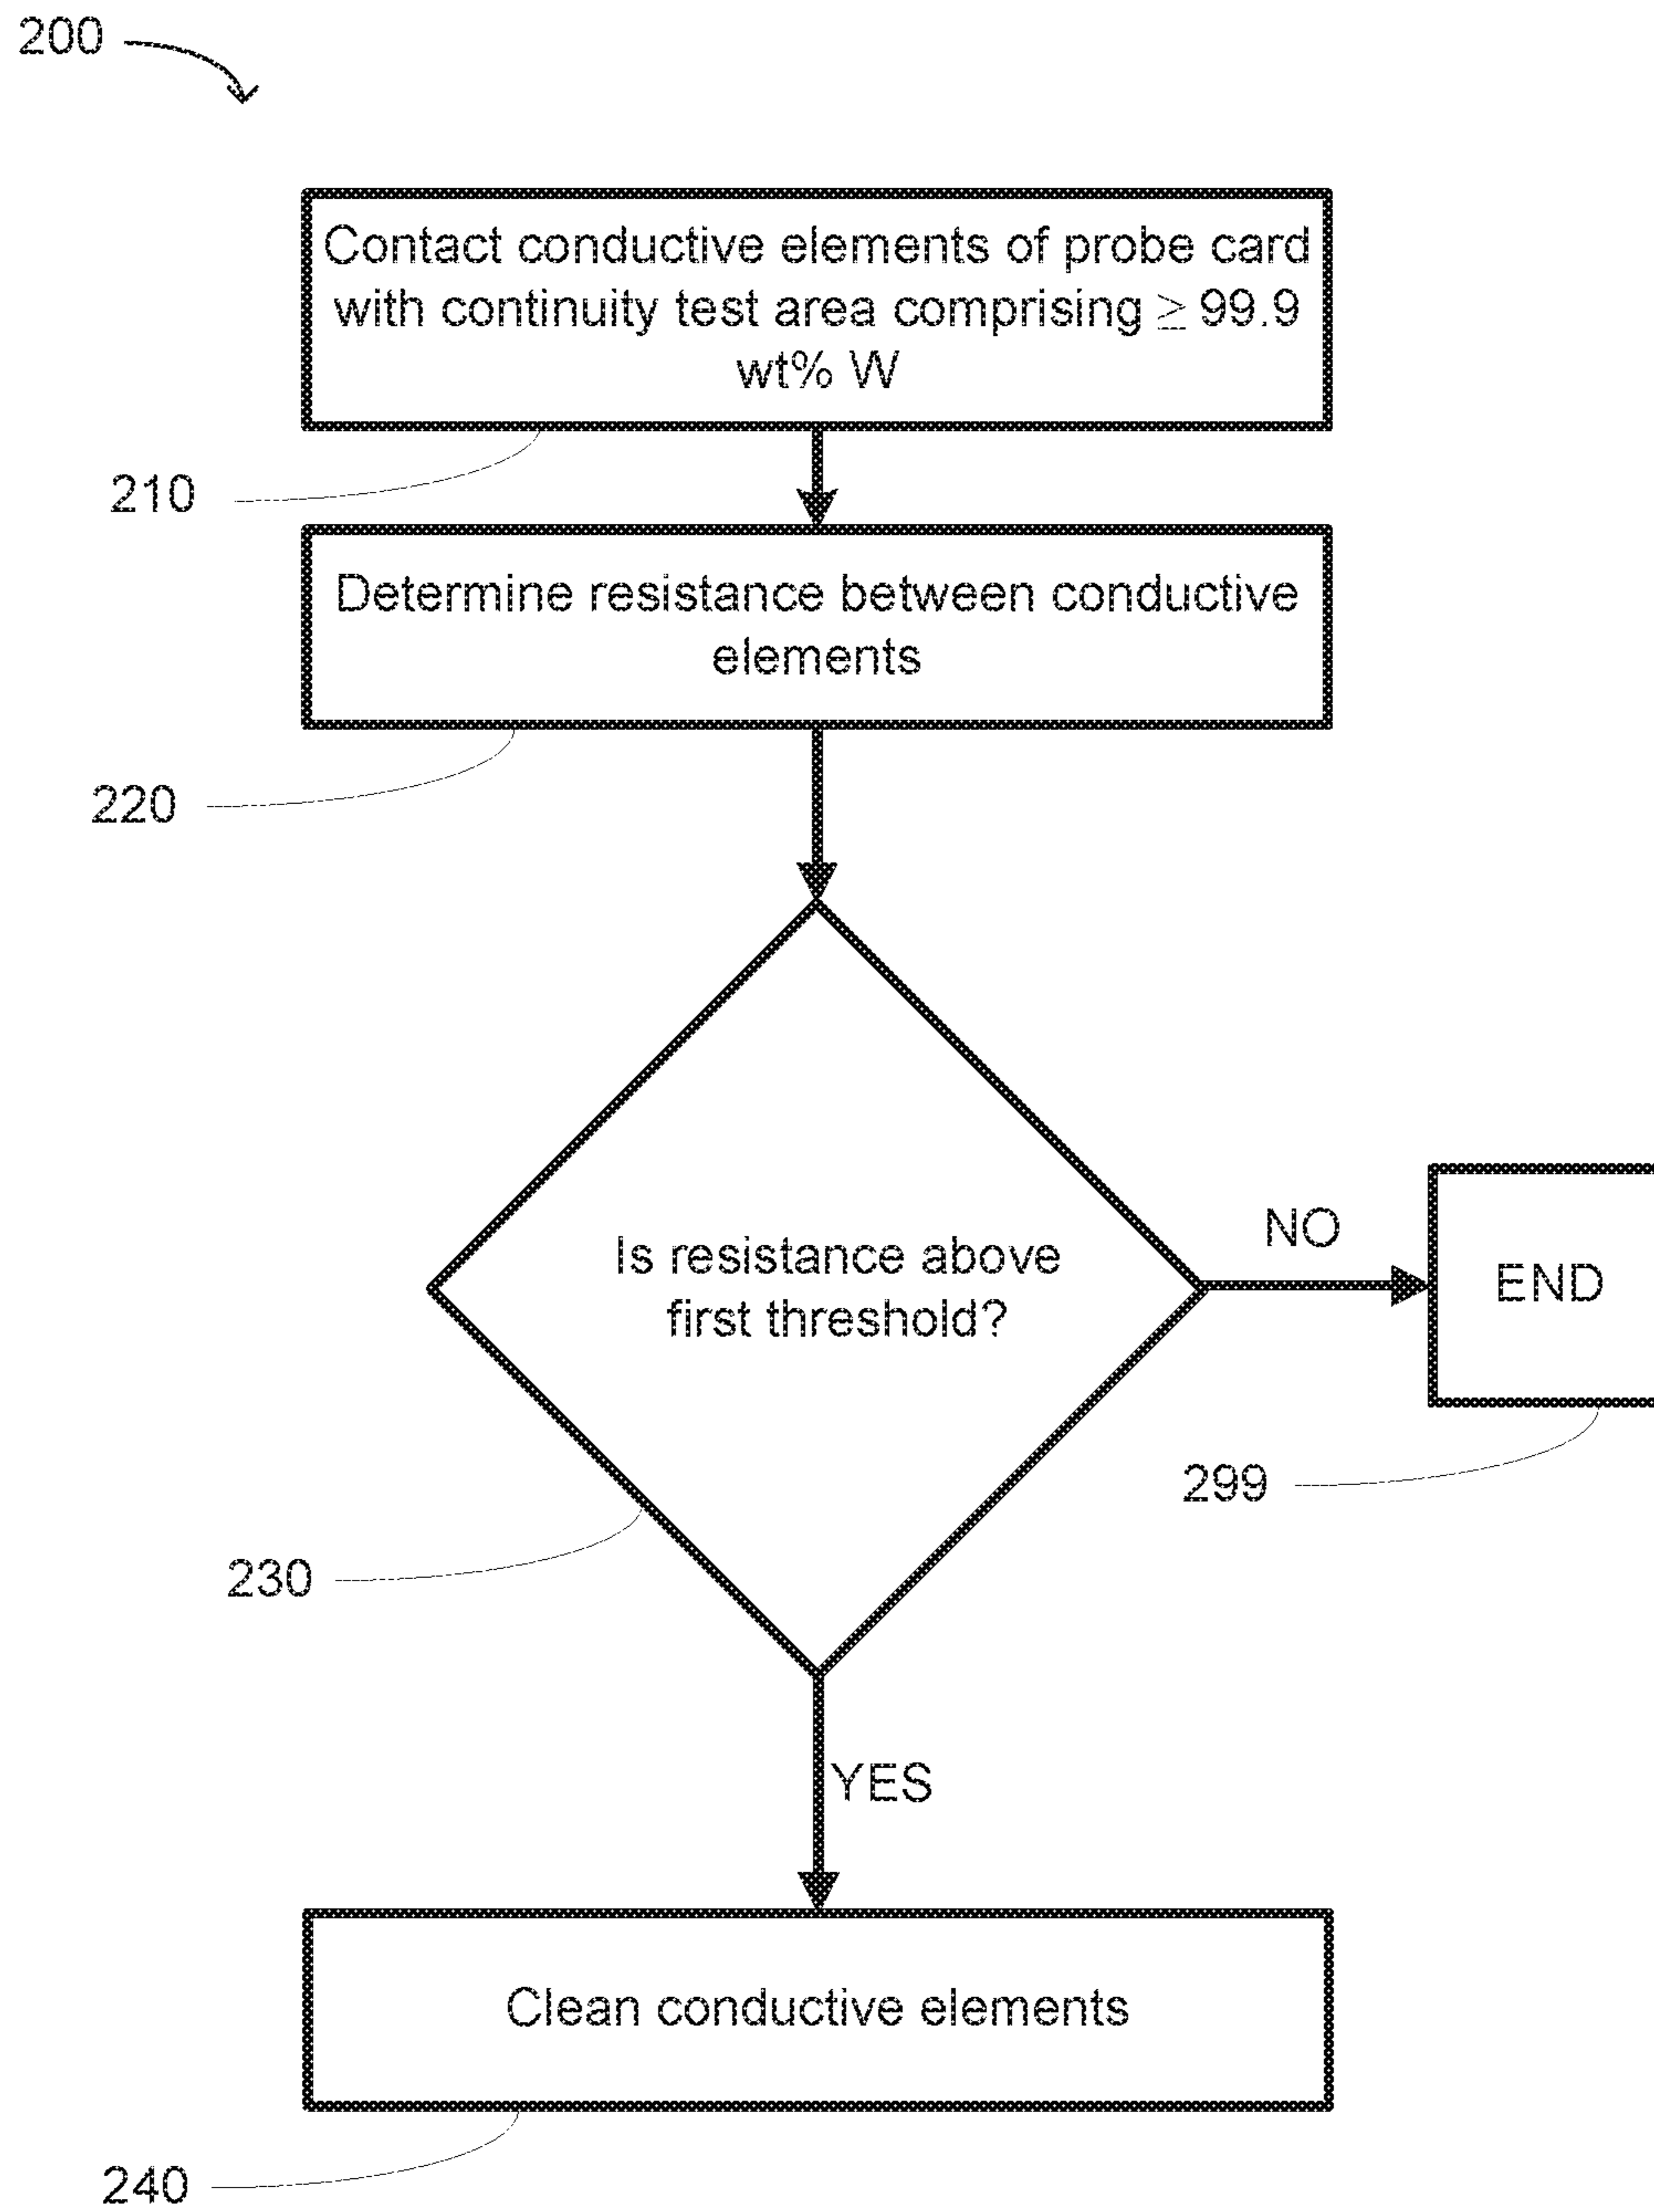 200
Contact conductive elements of probe card
with continuity test area comprising ≥ 99.9
wt% W
210
Determine resistance between conductive
elements
220
Is resistance above
first threshold?
NO
END
299
230
YES
Clean conductive elements
240